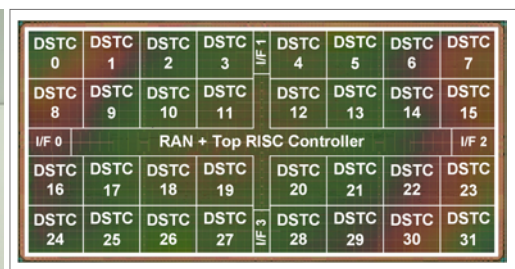 DSTC 0 DSTC 1 DSTC 2 DSTC 3 I/F 1 DSTC 4 DSTC 5 DSTC 6 DSTC 7
DSTC 8 DSTC 9 DSTC 10 DSTC 11 DSTC 12 DSTC 13 DSTC 14 DSTC 15
I/F 0 RAN + Top RISC Controller I/F 2
DSTC 16 DSTC 17 DSTC 18 DSTC 19 DSTC 20 DSTC 21 DSTC 22 DSTC 23
DSTC 24 DSTC 25 DSTC 26 DSTC 27 I/F 3 DSTC 28 DSTC 29 DSTC 30 DSTC 31